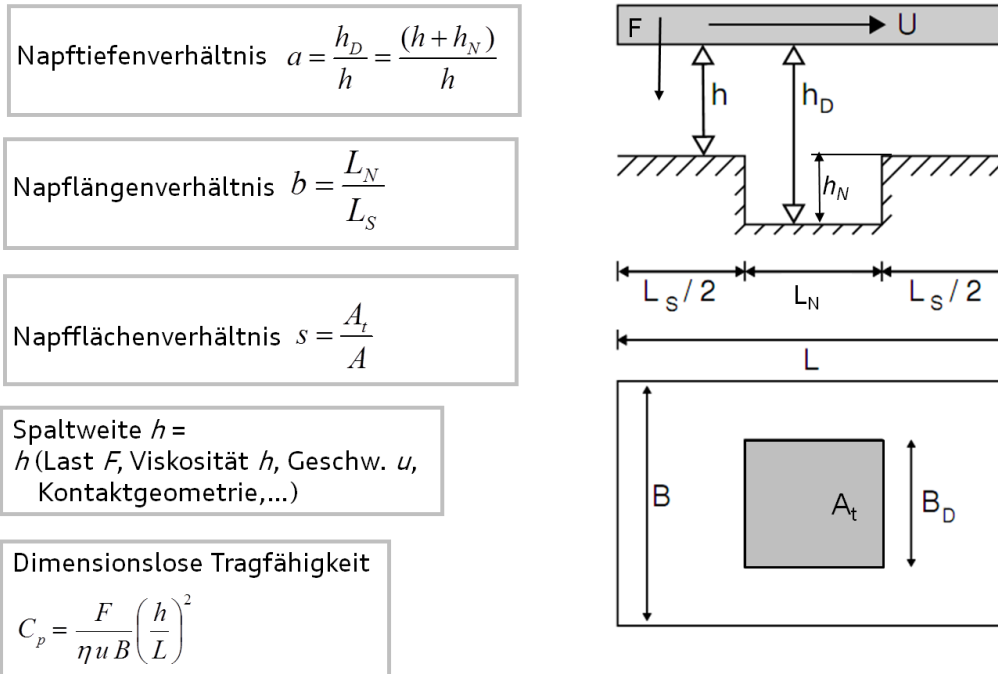 Napftiefenverhältnis a = h_D / h = (h + h_N) / h
Napflängenverhältnis b = L_N / L_S
Napfflächenverhältnis s = A_t / A
Spaltweite h =
h (Last F, Viskosität h, Geschw. u,
Kontaktgeometrie,...)
Dimensionslose Tragfähigkeit
C_p = F / (η u B) (h / L)^2
F
U
h
h_D
h_N
L_S / 2
L_N
L_S / 2
L
B
A_t
B_D